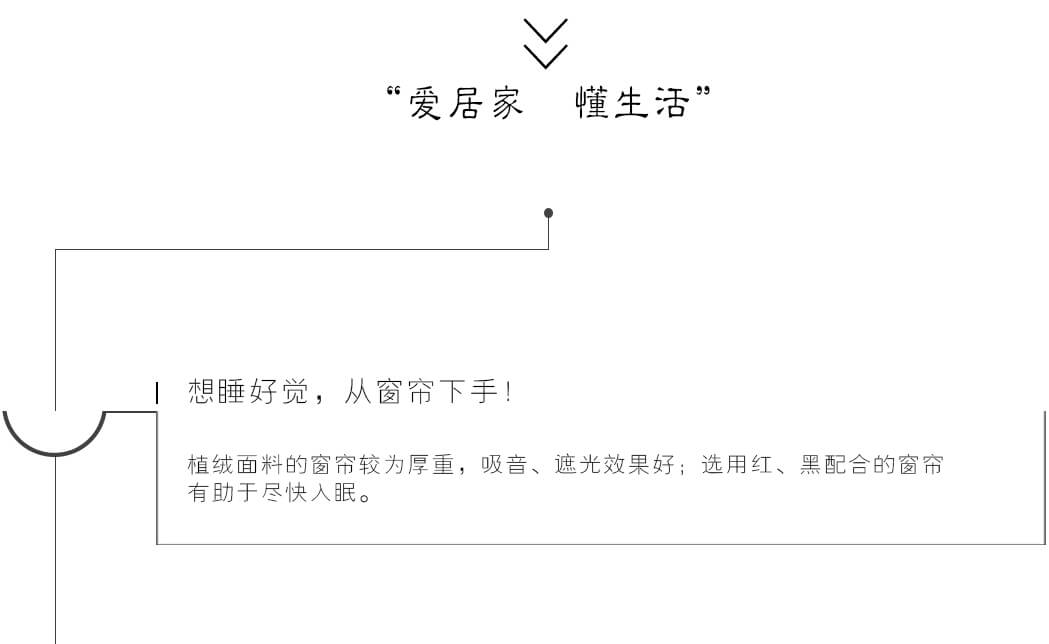 “爱居家 懂生活”
想睡好觉，从窗帘下手！
植绒面料的窗帘较为厚重，吸音、遮光效果好；选用红、黑配合的窗帘
有助于尽快入眠。